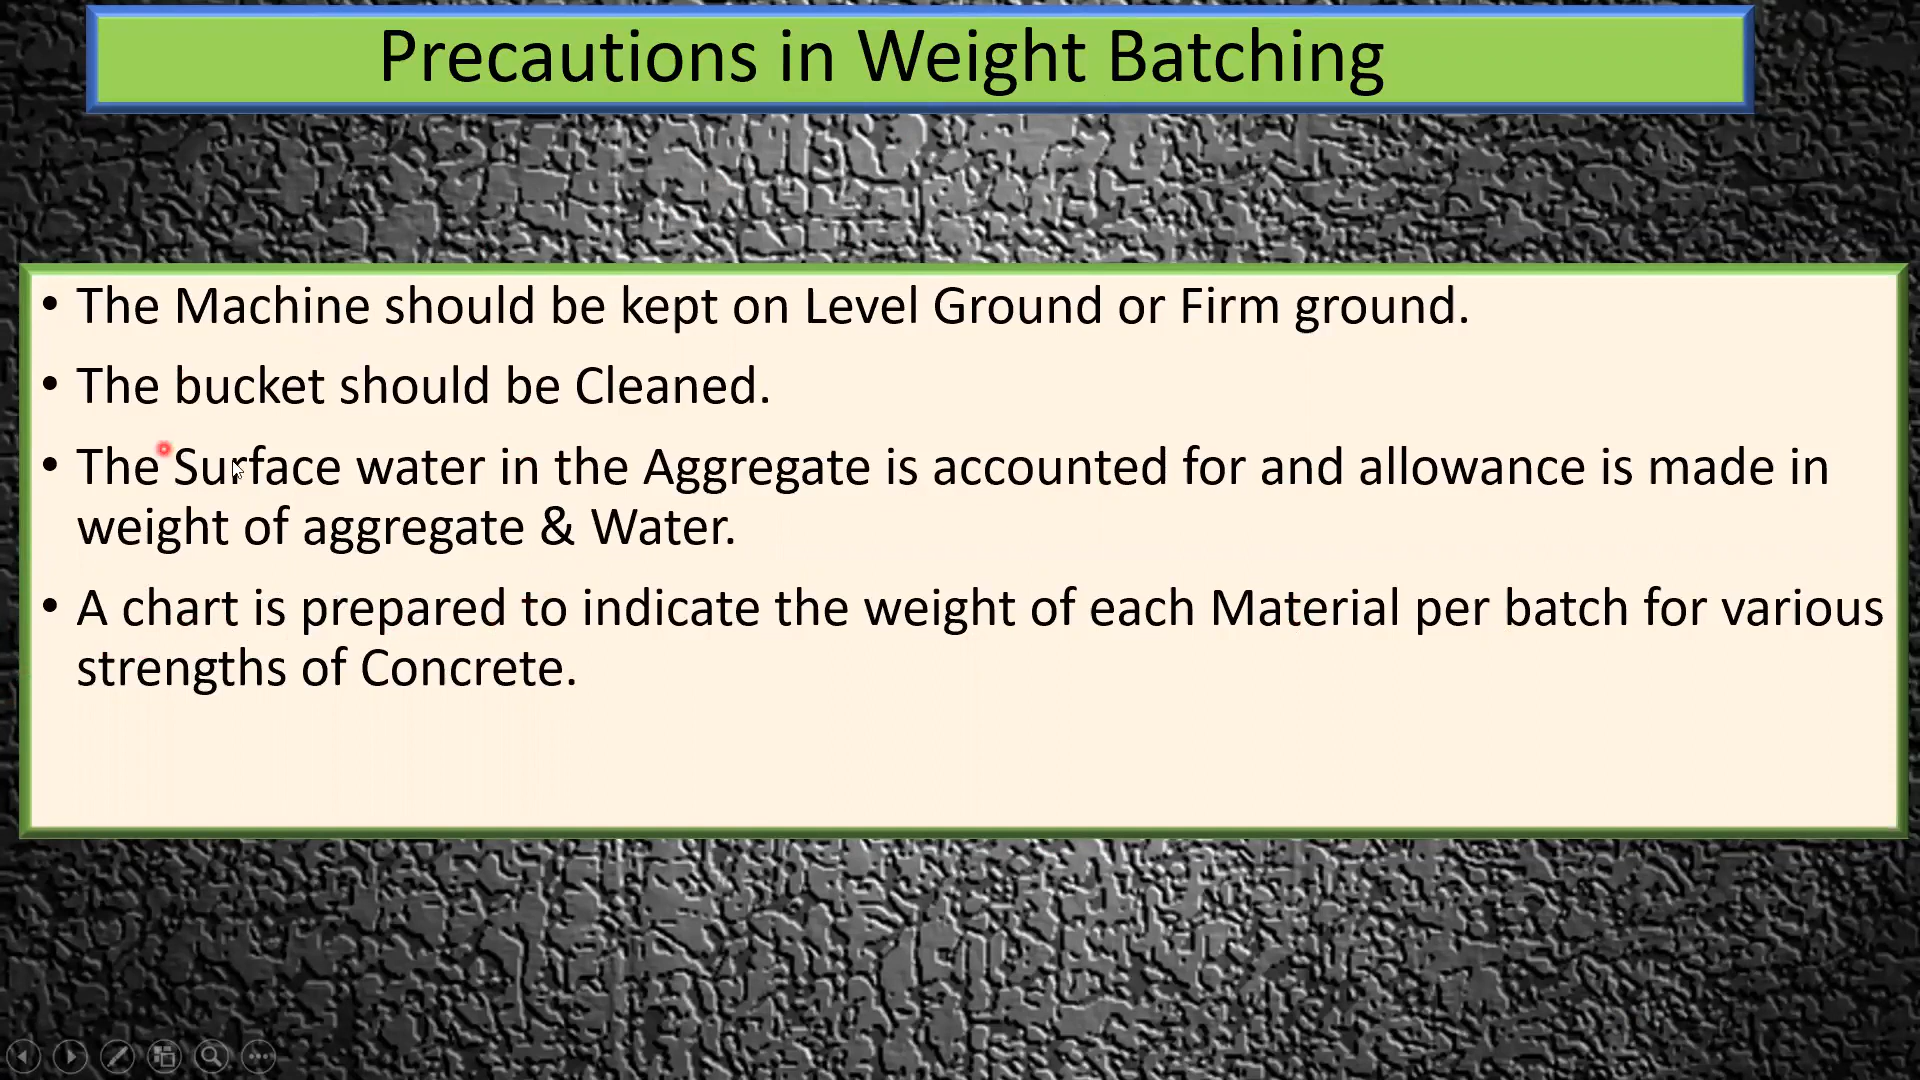 Precautions in Weight Batching
• The Machine should be kept on Level Ground or Firm ground.
• The bucket should be Cleaned.
• The Surface water in the Aggregate is accounted for and allowance is made in
weight of aggregate & Water.
• A chart is prepared to indicate the weight of each Material per batch for various
strengths of Concrete.